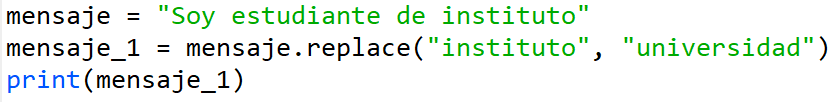 mensaje = "Soy estudiante de instituto"
mensaje_1 = mensaje.replace("instituto", "universidad")
print(mensaje_1)